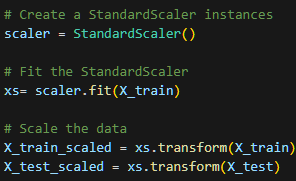 # Create a StandardScaler instances
scaler = StandardScaler()
# Fit the StandardScaler
xs= scaler.fit(X_train)
# Scale the data
X_train_scaled = xs.transform(X_train)
X_test_scaled = xs.transform(X_test)